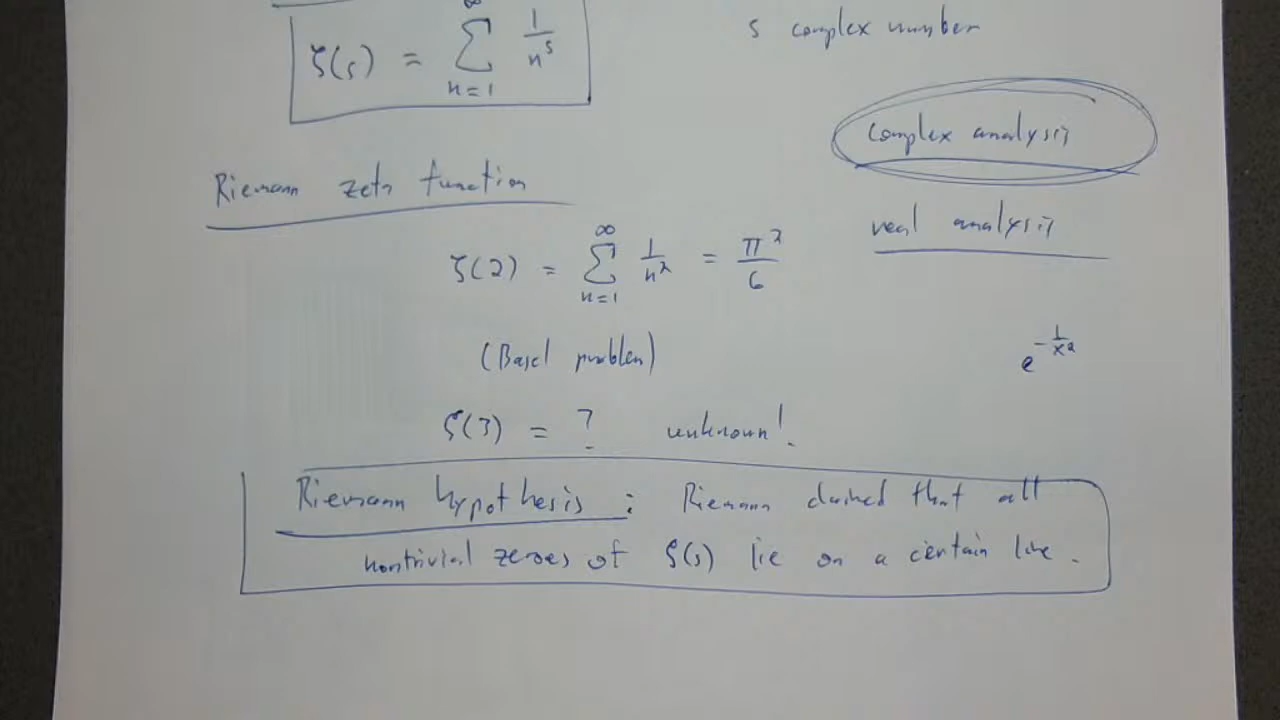 ζ(s) = ∑_{n=1}^{∞} 1/n^s
s complex number
complex analysis
Riemann zeta function
real analysis
ζ(2) = ∑_{n=1}^{∞} 1/n^2 = π^2/6
(Basel problem)
e^{-1/x^2}
ζ(3) = ? unknown!
Riemann hypothesis : Riemann claimed that all
nontrivial zeroes of ζ(s) lie on a certain line.